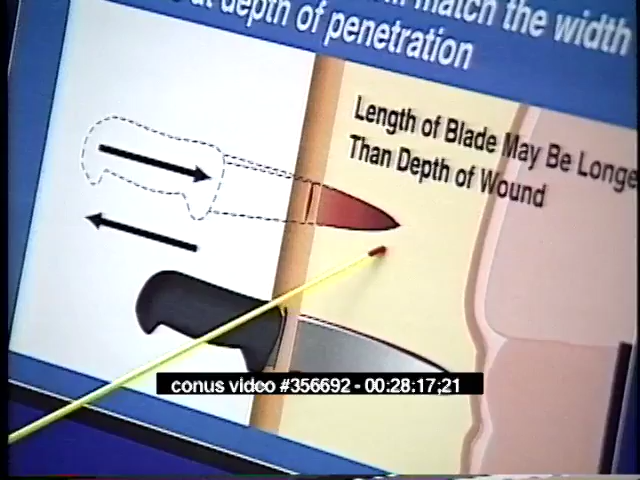 match the width
depth of penetration
Length of Blade May Be Longe
Than Depth of Wound
conus video #356692 - 00:28:17;21